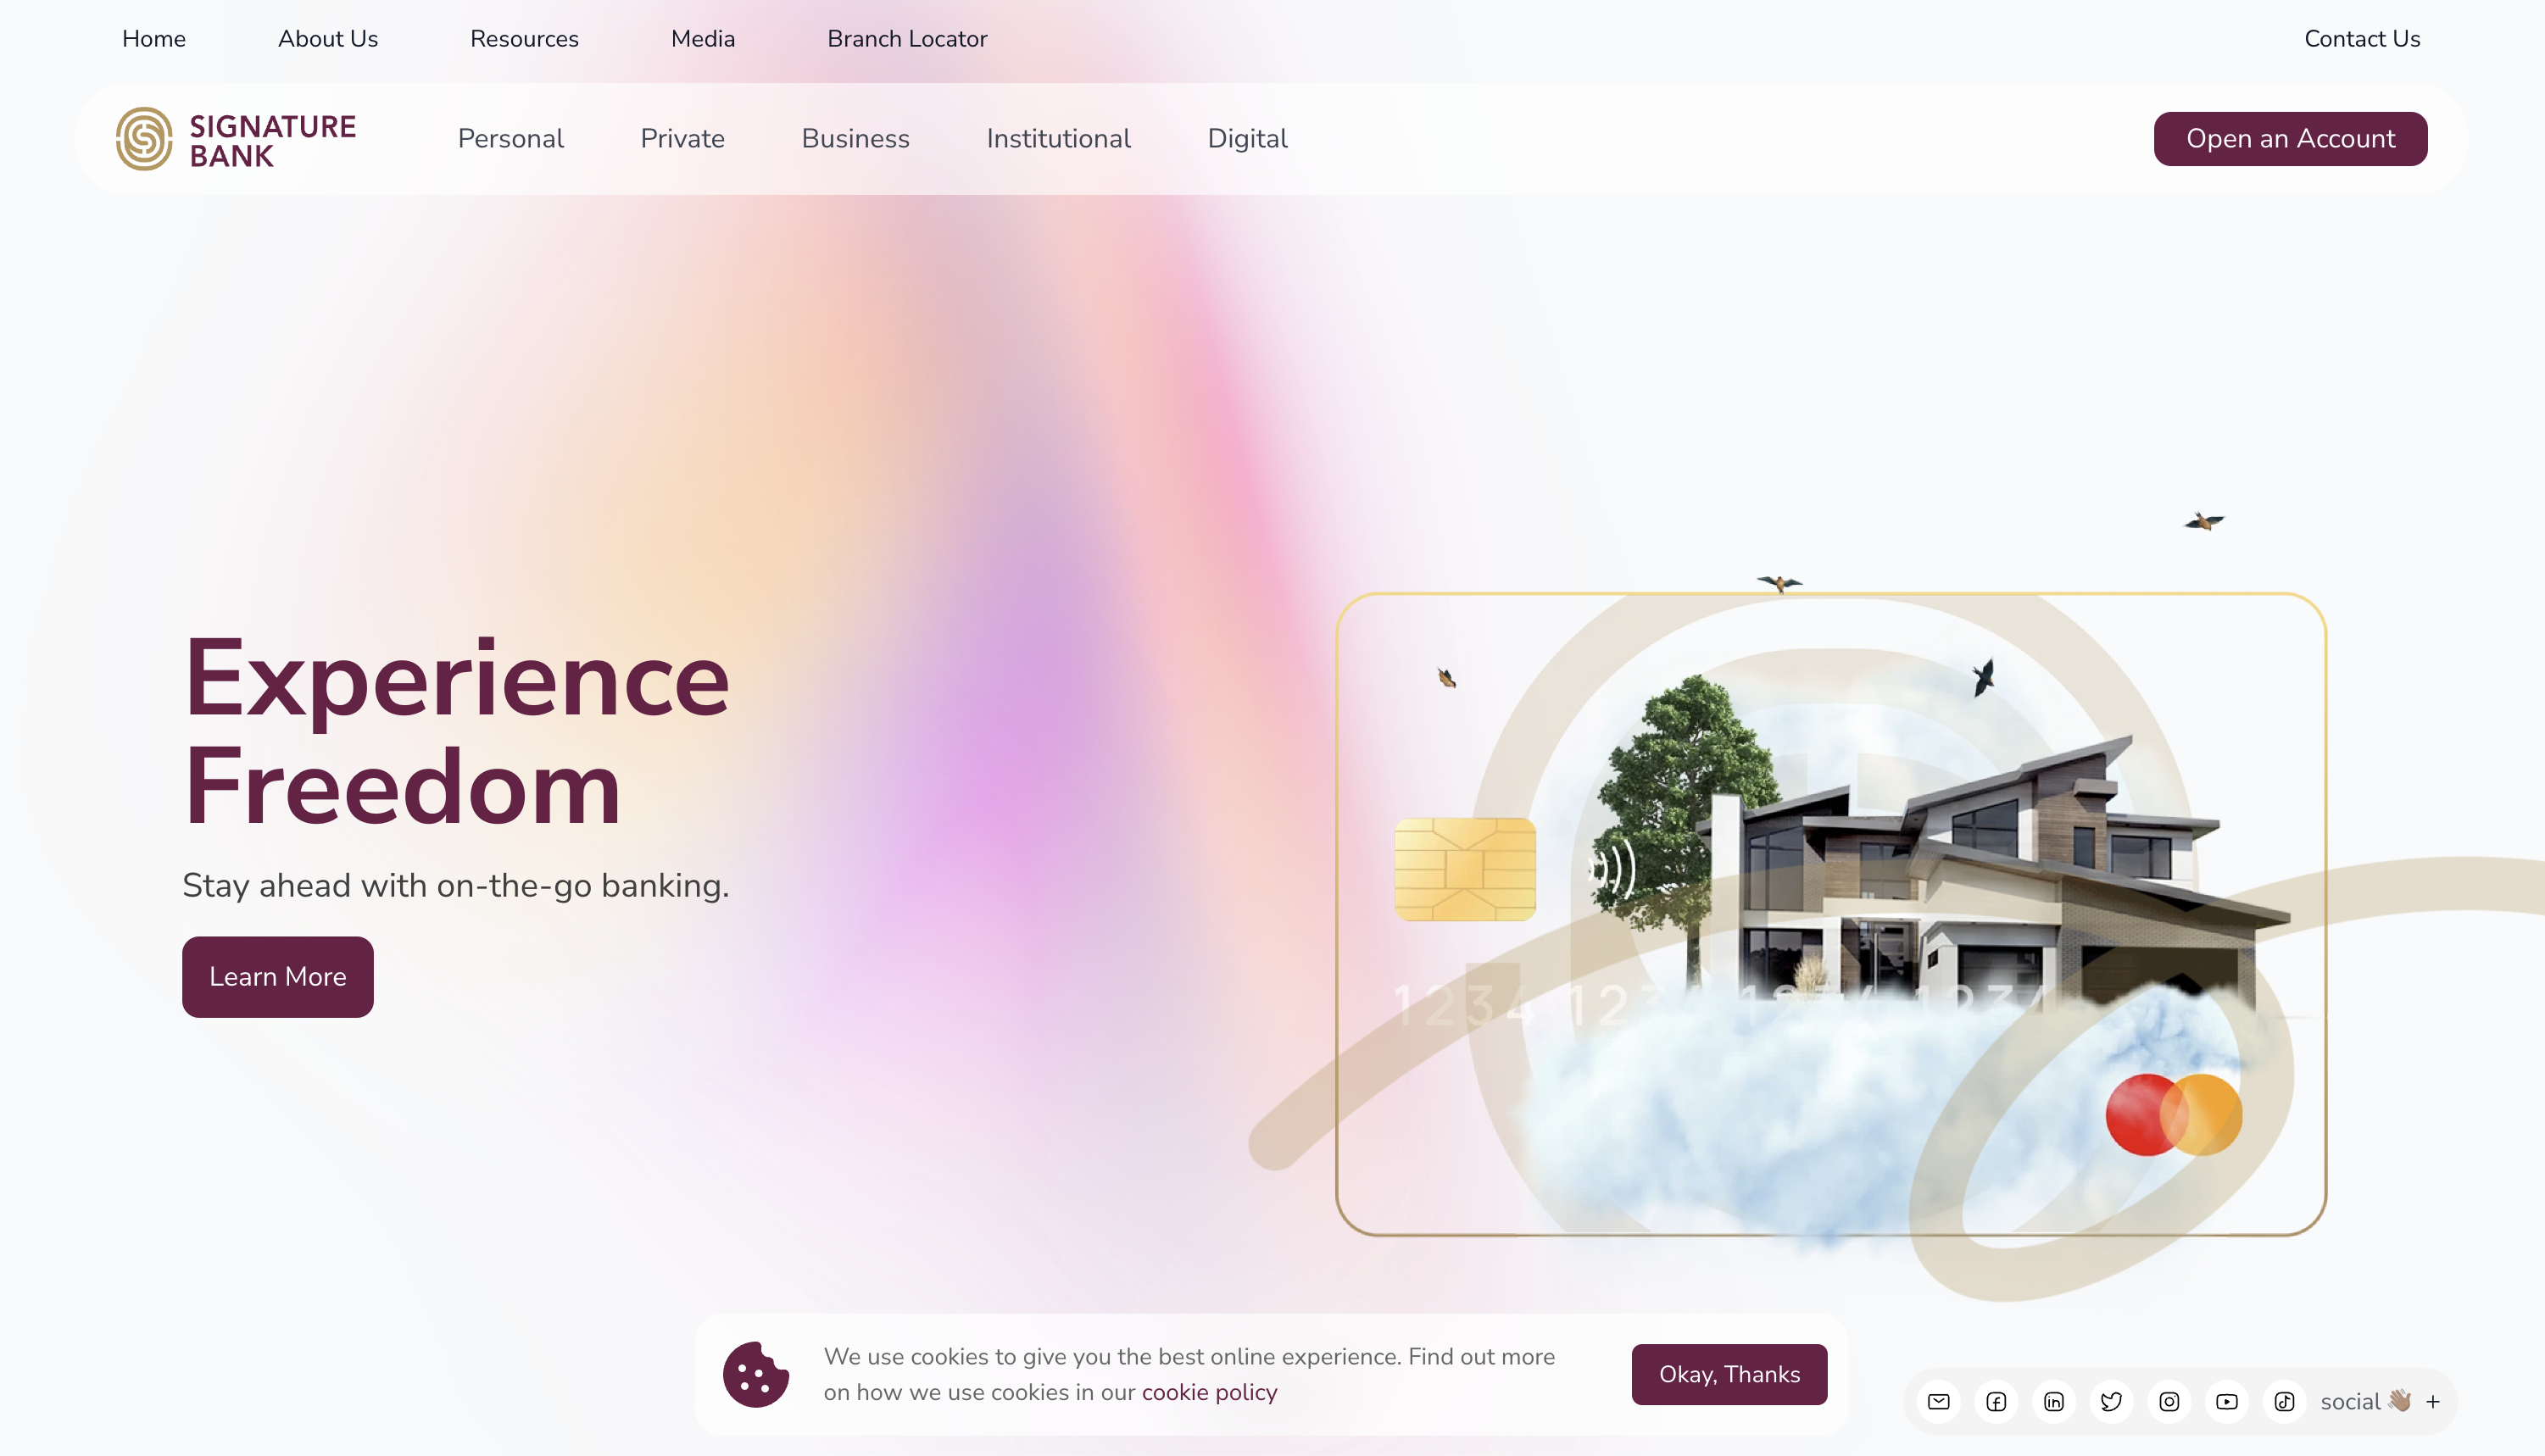 Home About Us Resources Media Branch Locator Contact Us
SIGNATURE
BANK
Personal Private Business Institutional Digital
Open an Account
Experience
Freedom
Stay ahead with on-the-go banking.
Learn More
1234 1234 1234 1234
We use cookies to give you the best online experience. Find out more
on how we use cookies in our cookie policy
Okay, Thanks
social 👋🏽 +